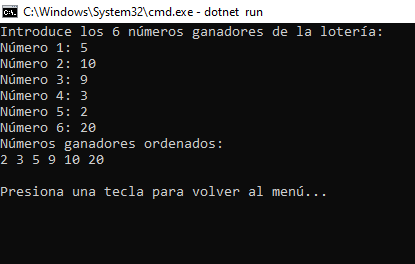 C:\Windows\System32\cmd.exe - dotnet run
Introduce los 6 números ganadores de la lotería:
Número 1: 5
Número 2: 10
Número 3: 9
Número 4: 3
Número 5: 2
Número 6: 20
Números ganadores ordenados:
2 3 5 9 10 20
Presiona una tecla para volver al menú...